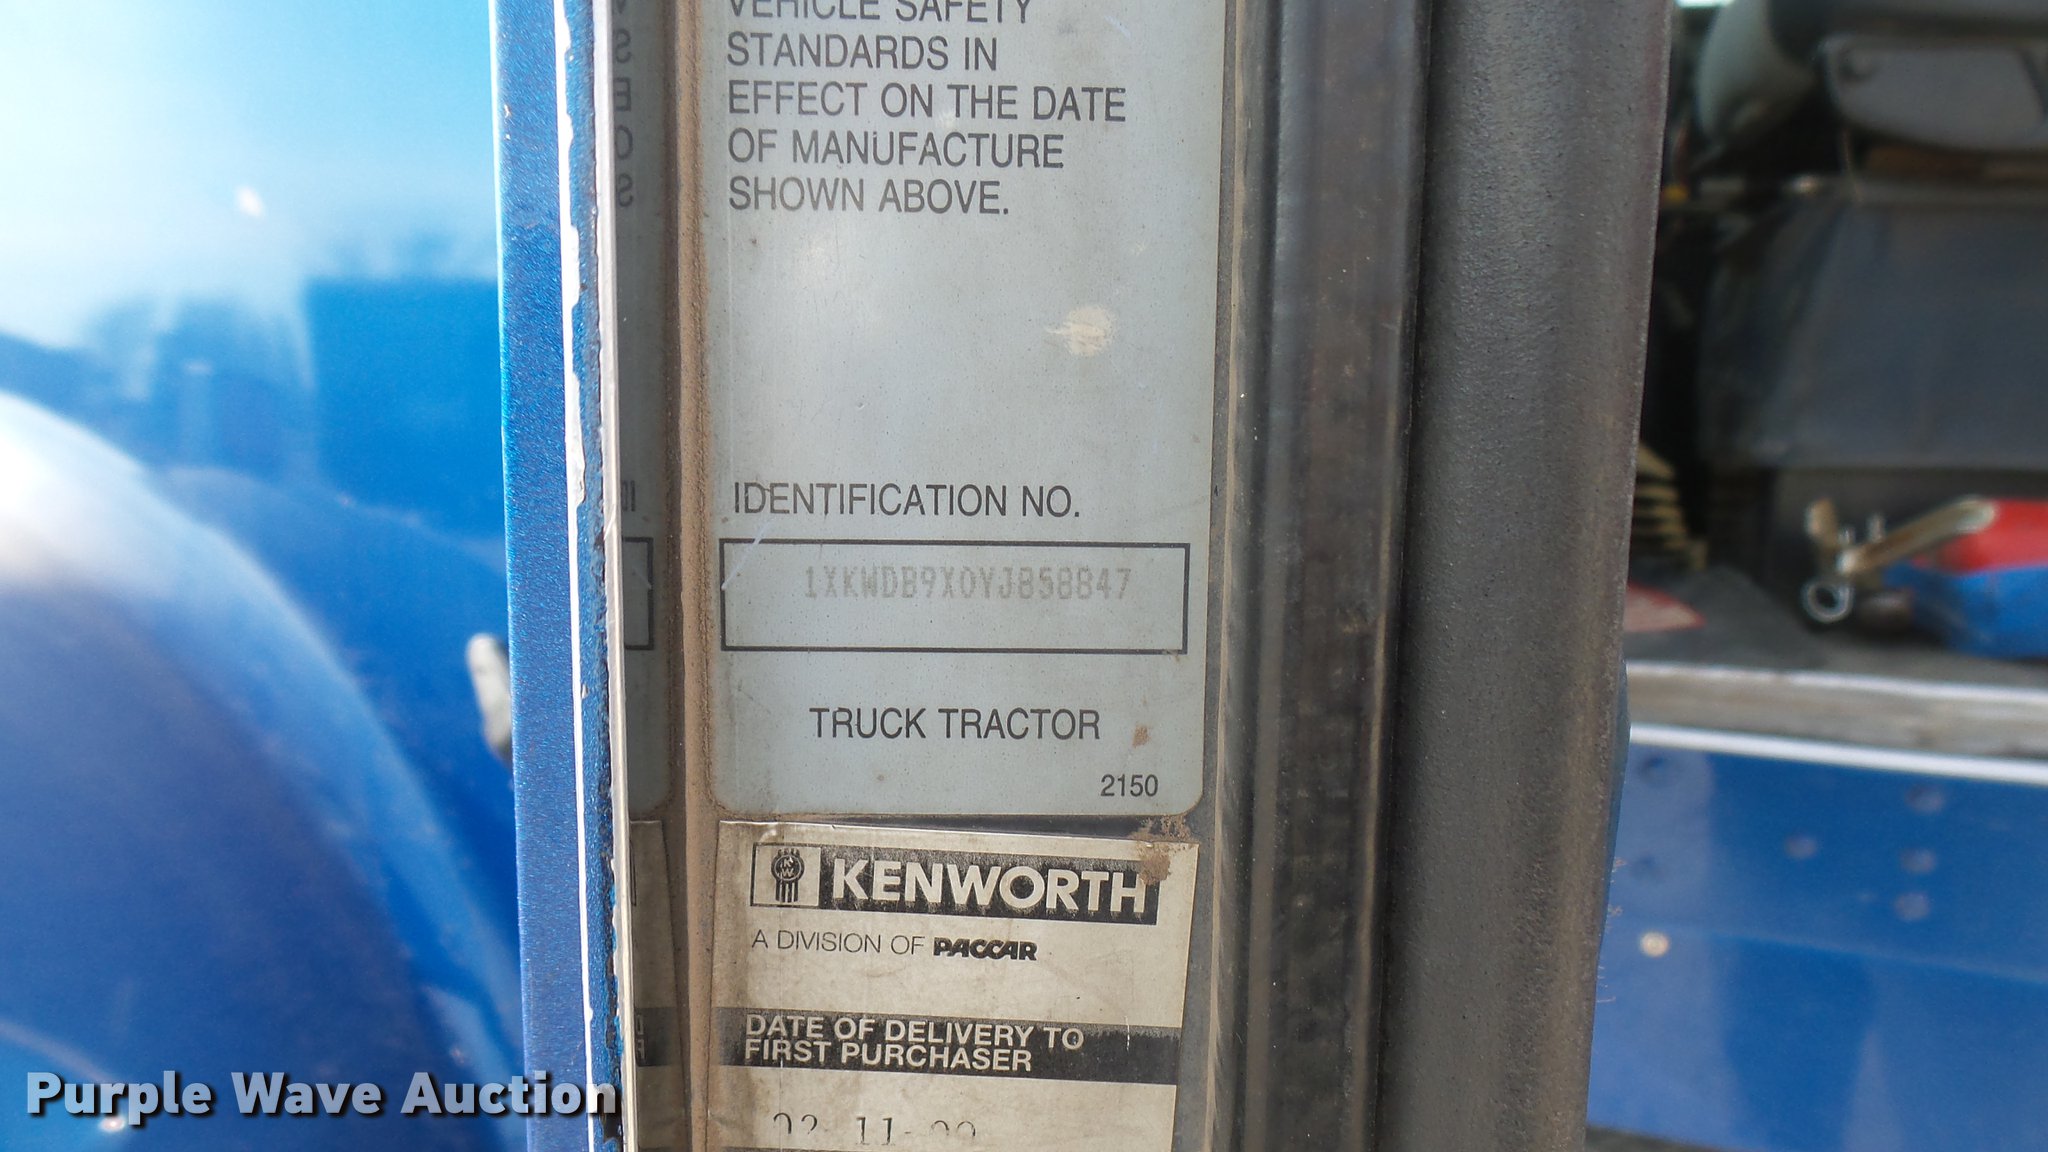 VEHICLE SAFETY
STANDARDS IN
EFFECT ON THE DATE
OF MANUFACTURE
SHOWN ABOVE.
IDENTIFICATION NO.
1XKWDB9X0YJ858847
TRUCK TRACTOR
2150
KW
KENWORTH
A DIVISION OF PACCAR
DATE OF DELIVERY TO
FIRST PURCHASER
Purple Wave Auction